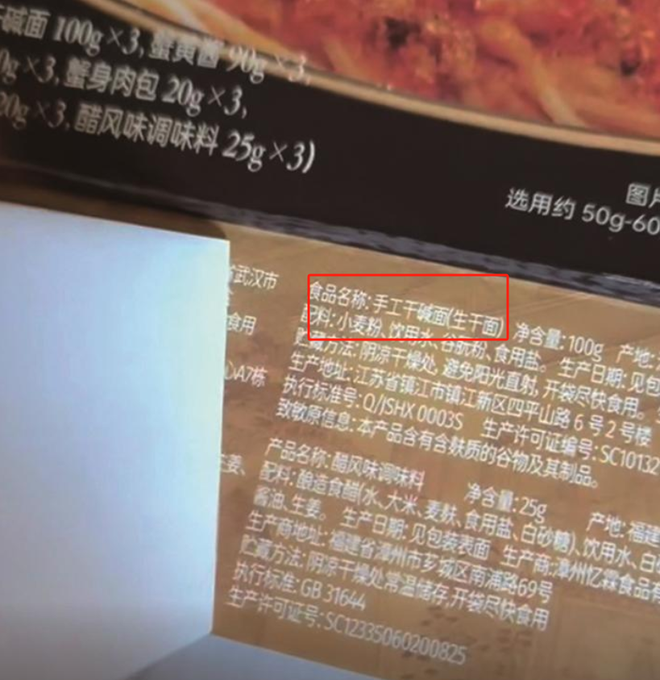 碱面 100g×3, 蟹黄酱 90g×3,
0g×3, 蟹身肉包 20g×3,
20g×3, 醋风味调味料 25g×3)
图片
选用约 50g-60
省武汉市
食用
心A7栋
生姜、
食品名称: 手工干碱面(生干面) 净含量: 100g 产地:
配料: 小麦粉、饮用水、谷朊粉、食用盐。 生产日期: 见包
贮藏方法: 阴凉干燥处, 避免阳光直射, 开袋尽快食用。
生产地址: 江苏省镇江市镇江新区四平山路6号2号楼
执行标准号: Q/JSHX 0003S 生产许可证编号: SC10132
致敏原信息: 本产品含有含麸质的谷物及其制品。
产品名称: 醋风味调味料 净含量: 25g 产地: 福建
配料: 酿造食醋(水、大米、麦麸、食用盐、白砂糖)、饮用水、白
酱油、生姜。 生产日期: 见包装表面 生产商: 漳州忆霖食品有
生产商地址: 福建省漳州市芗城区南浦路69号
贮藏方法: 阴凉干燥处常温储存, 开袋尽快食用
执行标准: GB 31644
生产许可证号: SC12335060200825